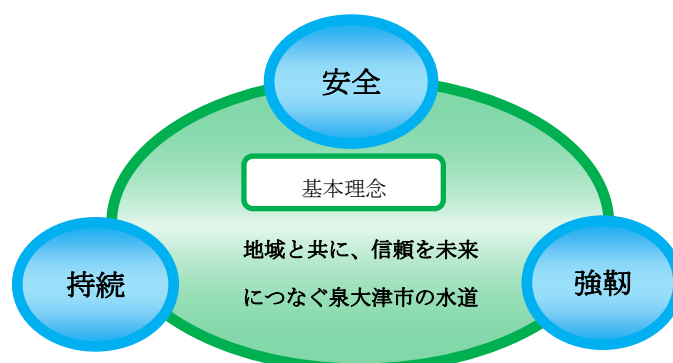 安全
基本理念
地域と共に、信頼を未来
につなぐ泉大津市の水道
持続
強靭